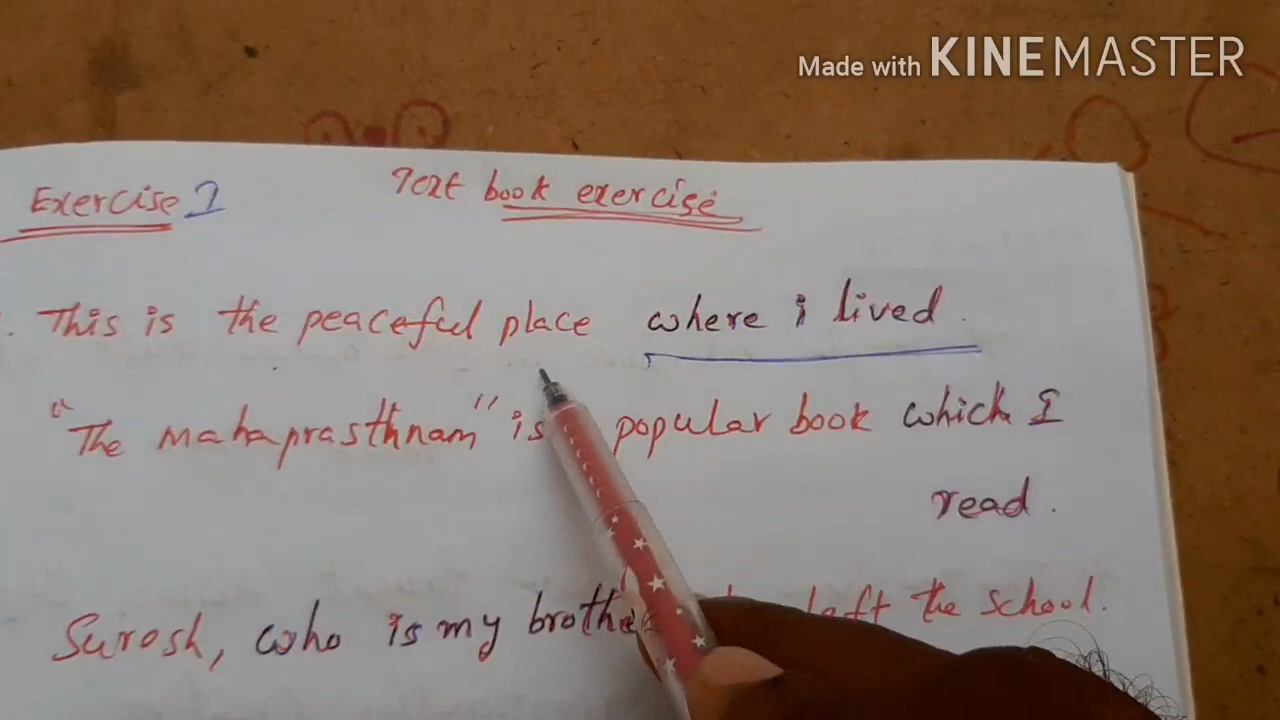 Made with KINEMASTER
Exercise 1 Text book exercise
. This is the peaceful place where i lived.
"The mahaprasthnam" is popular book which I
read.
Suresh, who is my brother left the school.